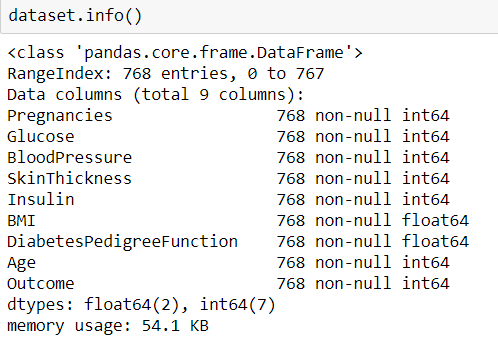 dataset.info()
<class 'pandas.core.frame.DataFrame'>
RangeIndex: 768 entries, 0 to 767
Data columns (total 9 columns):
Pregnancies                 768 non-null int64
Glucose                     768 non-null int64
BloodPressure               768 non-null int64
SkinThickness               768 non-null int64
Insulin                     768 non-null int64
BMI                         768 non-null float64
DiabetesPedigreeFunction    768 non-null float64
Age                         768 non-null int64
Outcome                     768 non-null int64
dtypes: float64(2), int64(7)
memory usage: 54.1 KB